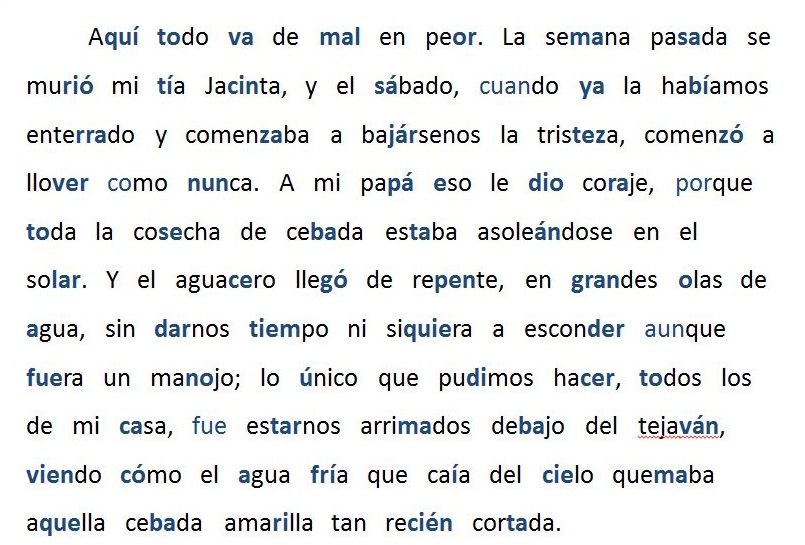 Aquí todo va de mal en peor. La semana pasada se
murió mi tía Jacinta, y el sábado, cuando ya la habíamos
enterrado y comenzaba a bajársenos la tristeza, comenzó a
llover como nunca. A mi papá eso le dio coraje, porque
toda la cosecha de cebada estaba asoleándose en el
solar. Y el aguacero llegó de repente, en grandes olas de
agua, sin darnos tiempo ni siquiera a esconder aunque
fuera un manojo; lo único que pudimos hacer, todos los
de mi casa, fue estarnos arrimados debajo del tejaván,
viendo cómo el agua fría que caía del cielo quemaba
aquella cebada amarilla tan recién cortada.